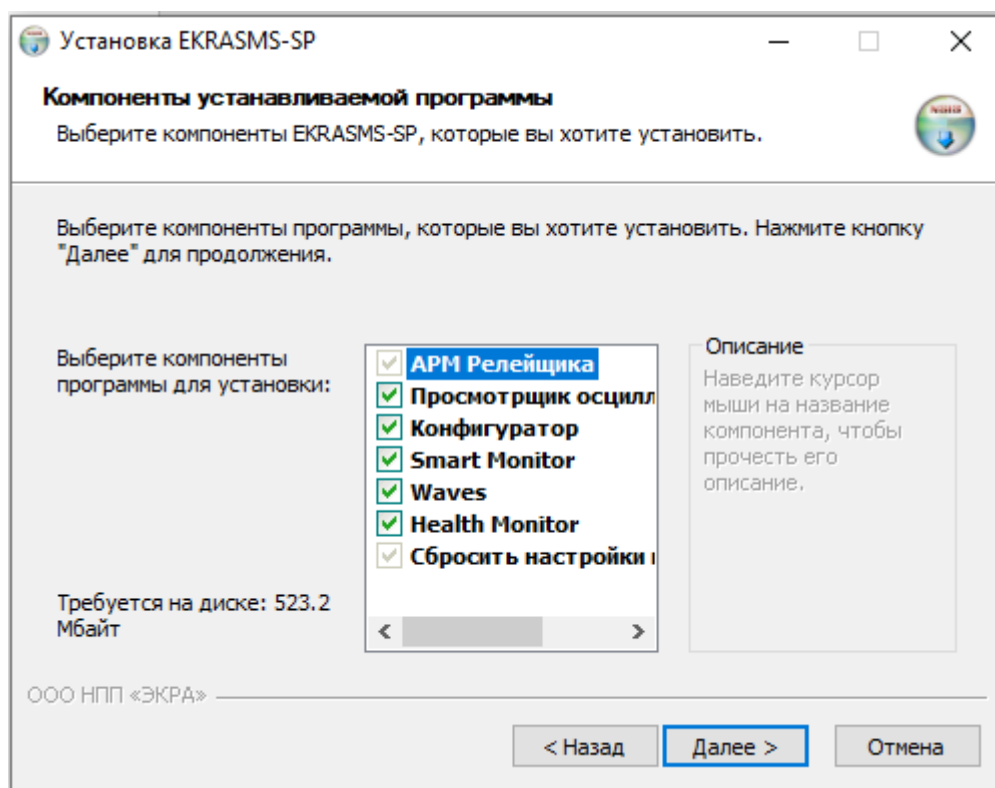 Установка EKRASMS-SP
Компоненты устанавливаемой программы
Выберите компоненты EKRASMS-SP, которые вы хотите установить.
Выберите компоненты программы, которые вы хотите установить. Нажмите кнопку
"Далее" для продолжения.
Выберите компоненты
программы для установки:
АРМ Релейщика
Просмотрщик осцилл
Конфигуратор
Smart Monitor
Waves
Health Monitor
Сбросить настройки
Описание
Наведите курсор
мыши на название
компонента, чтобы
прочесть его
описание.
Требуется на диске: 523.2
Мбайт
ООО НПП «ЭКРА»
< Назад
Далее >
Отмена